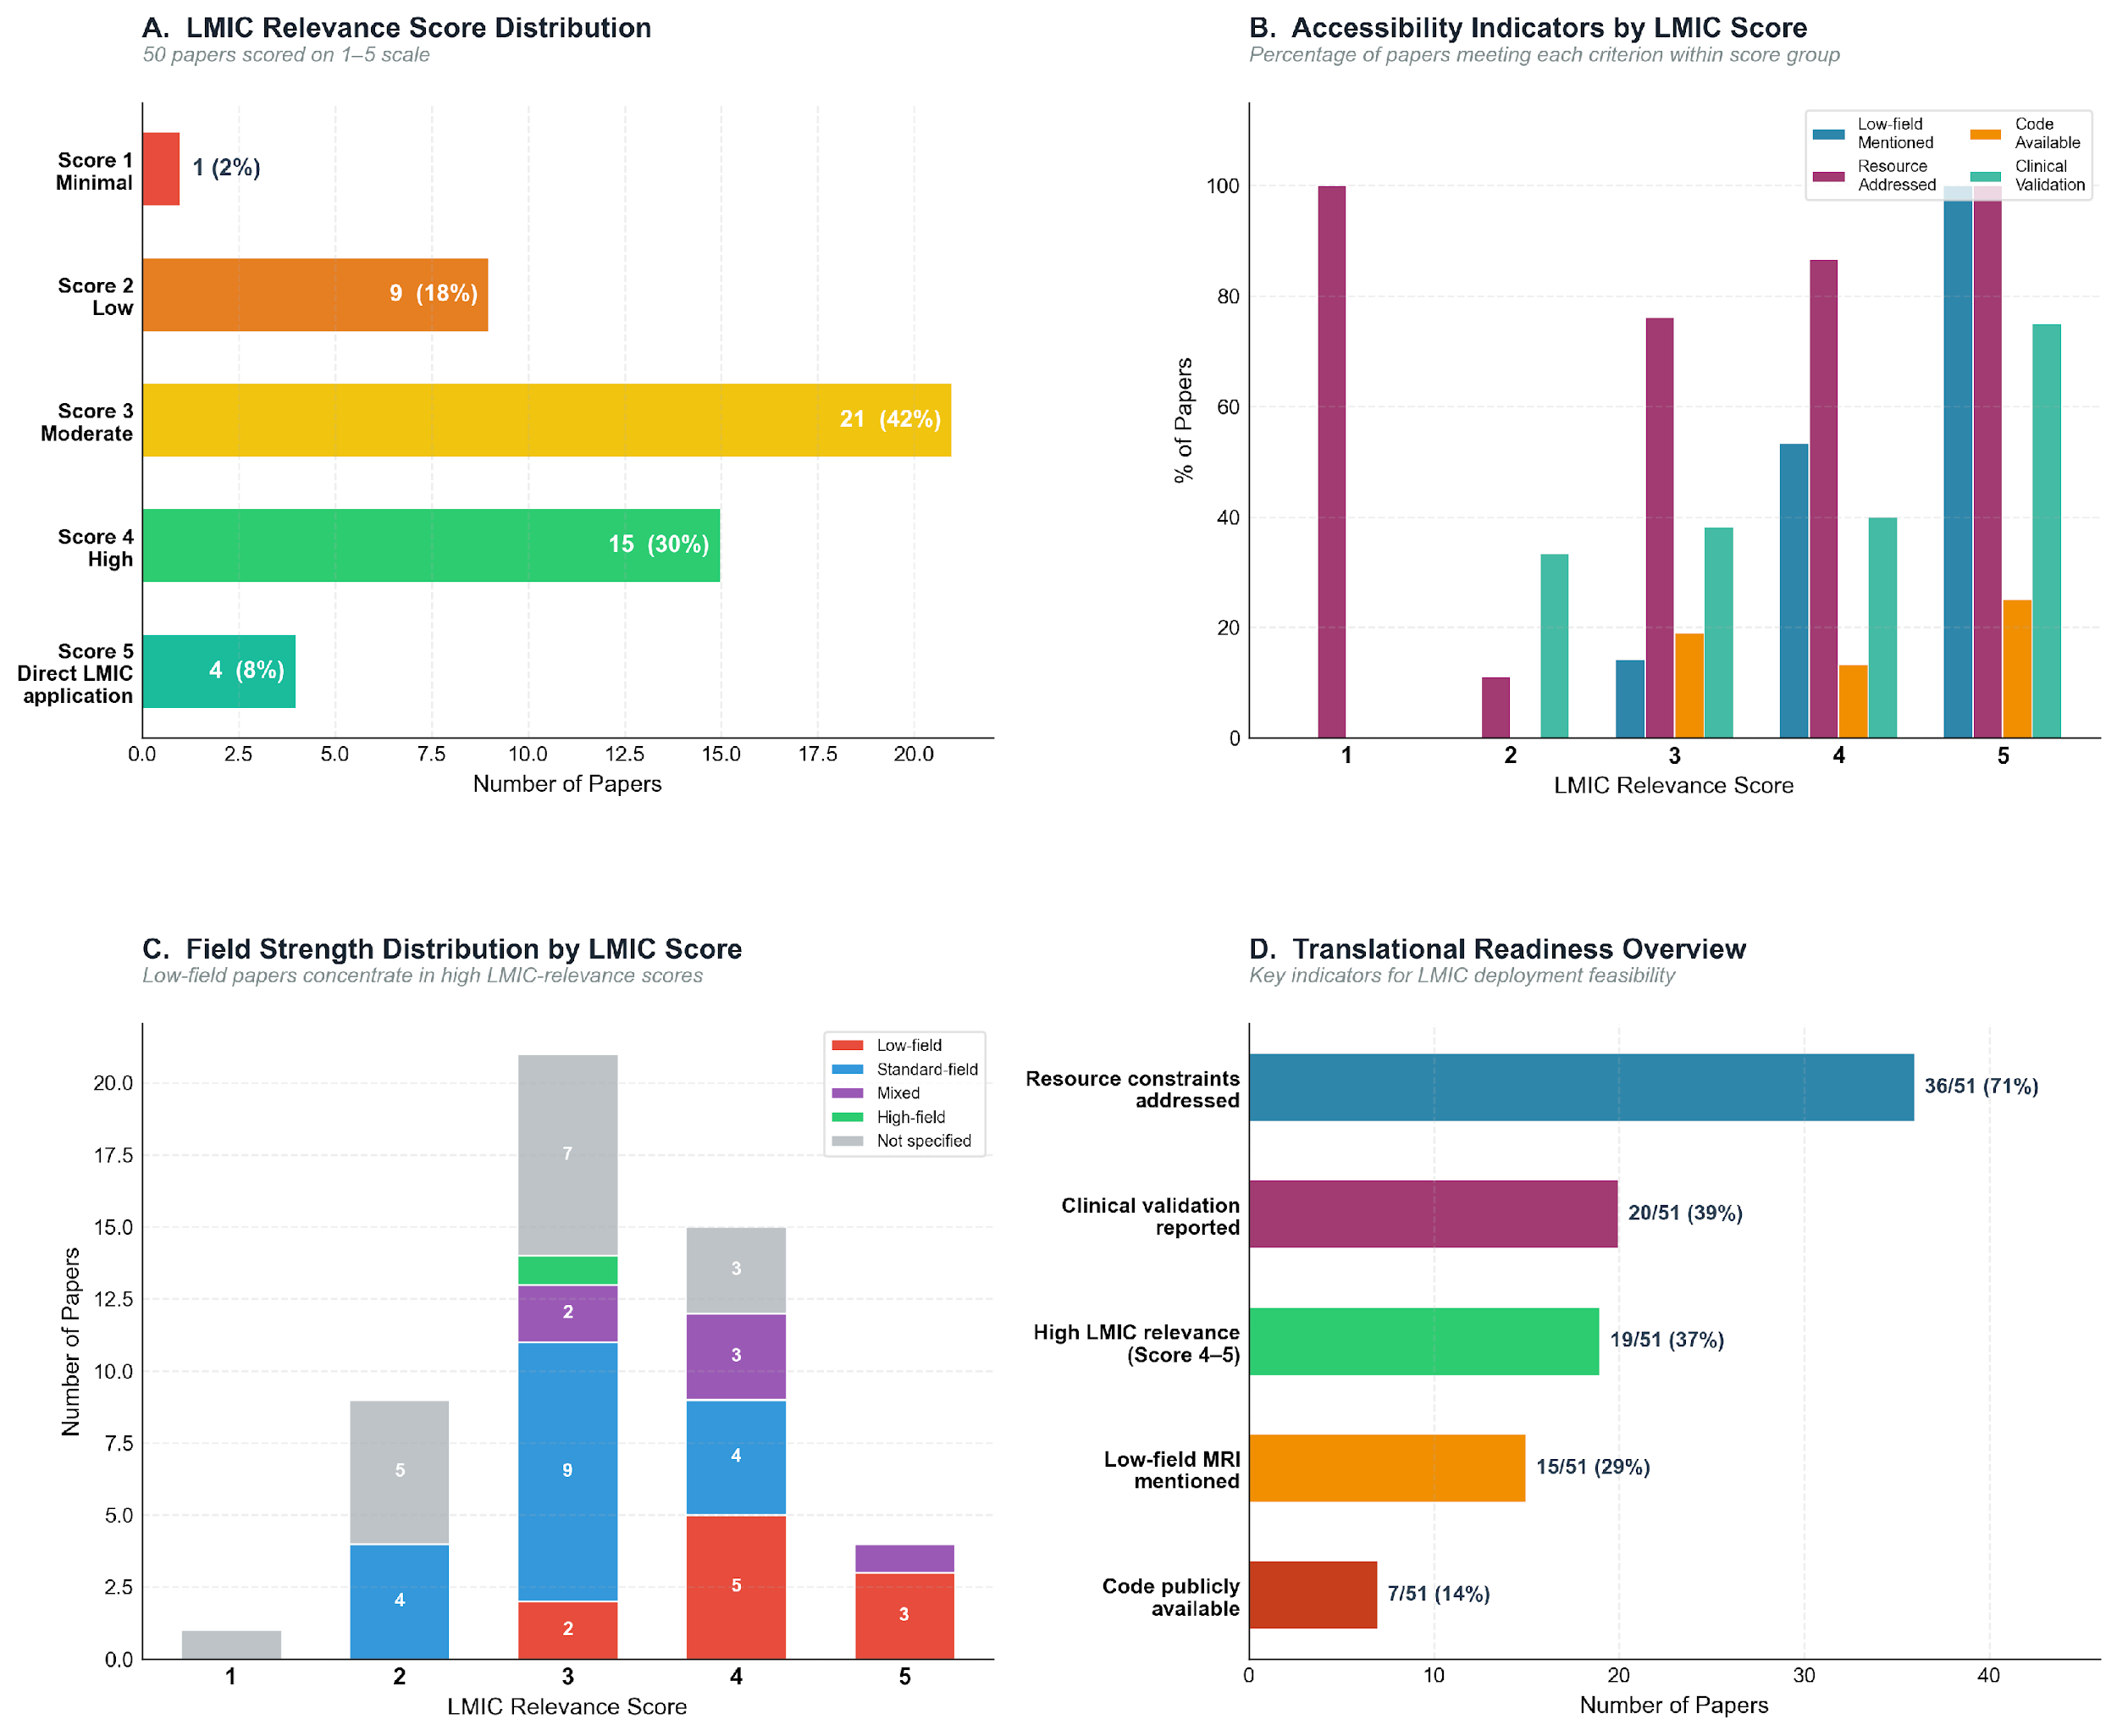 A.  LMIC Relevance Score Distribution
50 papers scored on 1–5 scale
Score 1
Minimal
1 (2%)
Score 2
Low
9  (18%)
Score 3
Moderate
21  (42%)
Score 4
High
15  (30%)
Score 5
Direct LMIC
application
4  (8%)
0.0 2.5 5.0 7.5 10.0 12.5 15.0 17.5 20.0
Number of Papers
B.  Accessibility Indicators by LMIC Score
Percentage of papers meeting each criterion within score group
Low-field
Mentioned
Resource
Addressed
Code
Available
Clinical
Validation
100
80
60
40
20
0
% of Papers
1 2 3 4 5
LMIC Relevance Score
C.  Field Strength Distribution by LMIC Score
Low-field papers concentrate in high LMIC-relevance scores
Low-field
Standard-field
Mixed
High-field
Not specified
20.0
17.5
15.0
12.5
10.0
7.5
5.0
2.5
0.0
Number of Papers
5
4
7
2
9
2
3
3
4
5
3
1 2 3 4 5
LMIC Relevance Score
D.  Translational Readiness Overview
Key indicators for LMIC deployment feasibility
Resource constraints
addressed
36/51 (71%)
Clinical validation
reported
20/51 (39%)
High LMIC relevance
(Score 4–5)
19/51 (37%)
Low-field MRI
mentioned
15/51 (29%)
Code publicly
available
7/51 (14%)
0 10 20 30 40
Number of Papers